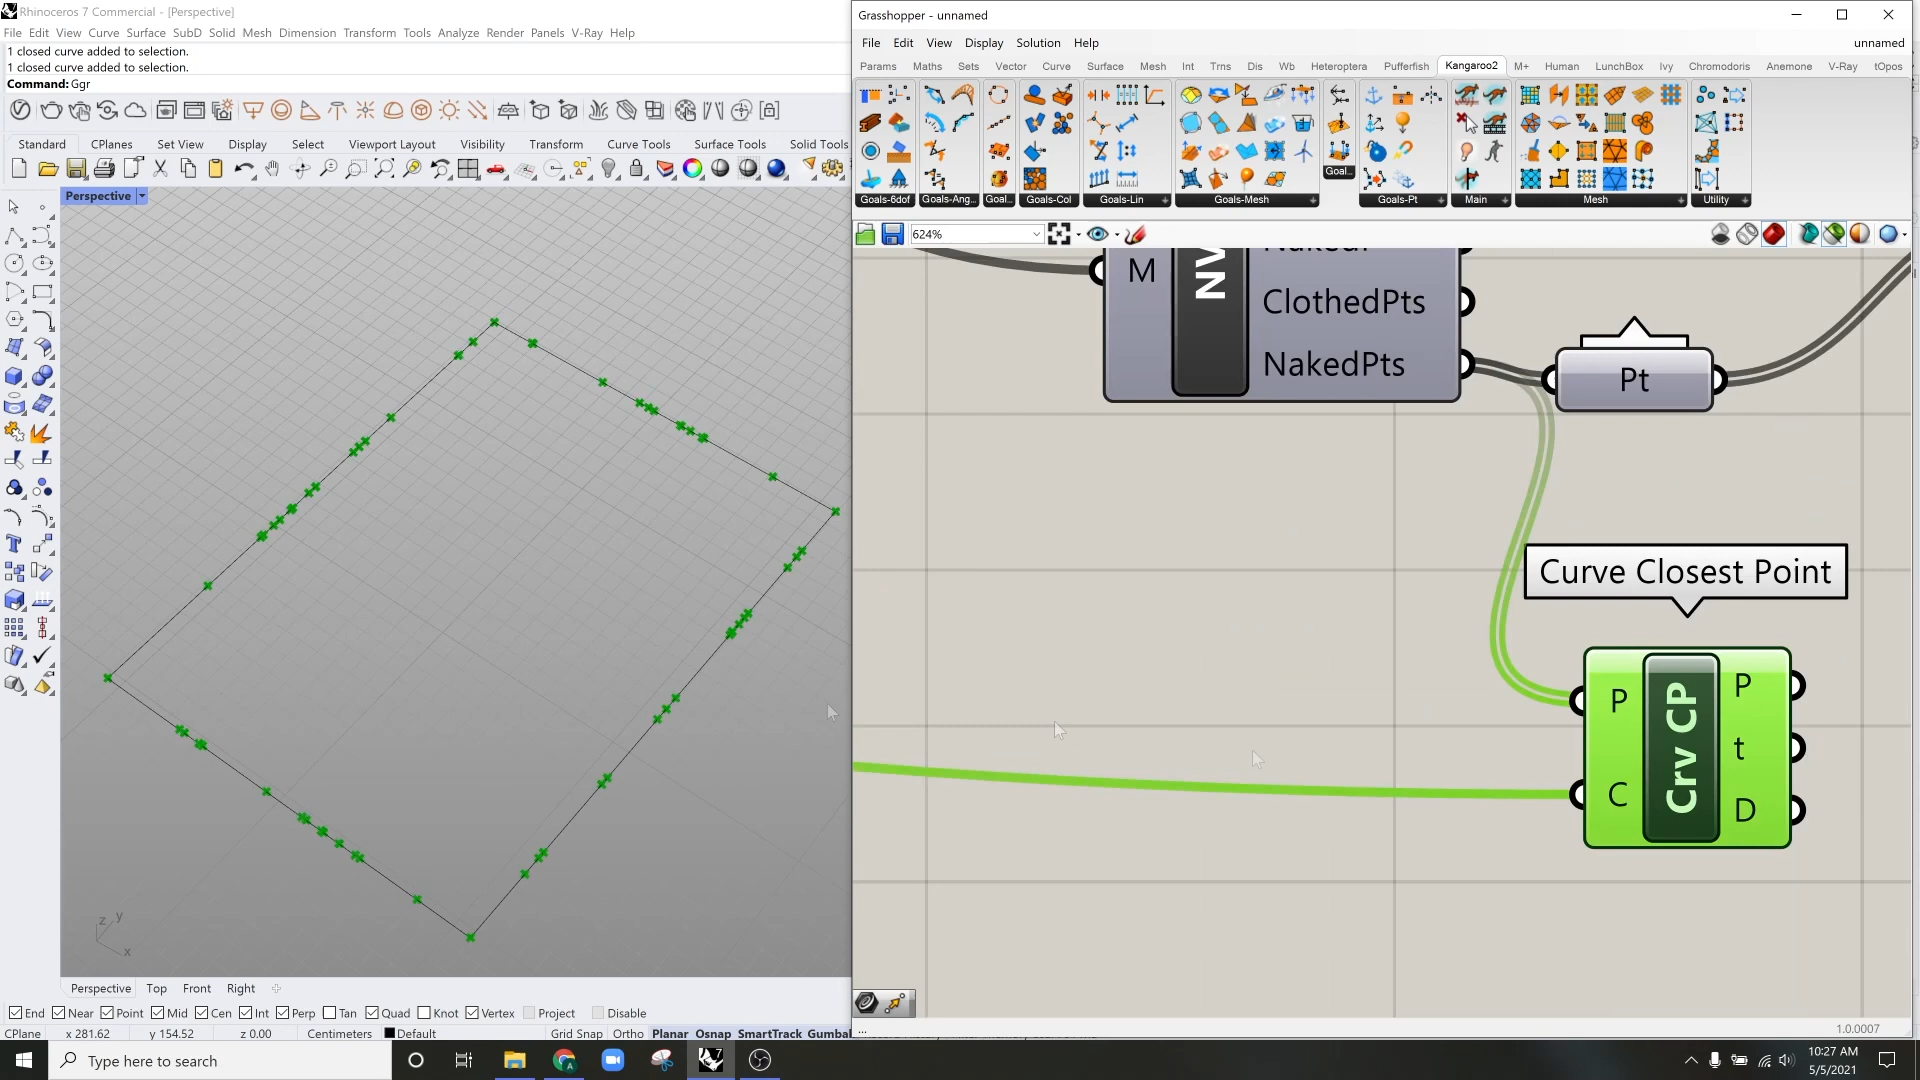 Rhinoceros 7 Commercial - [Perspective]
File Edit View Curve Surface SubD Solid Mesh Dimension Transform Tools Analyze Render Panels V-Ray Help
1 closed curve added to selection.
1 closed curve added to selection.
Command: Ggr
Standard CPlanes Set View Display Select Viewport Layout Visibility Transform Curve Tools Surface Tools Solid Tools
Perspective
z y
x
Perspective Top Front Right
End Near Point Mid Cen Int Perp Tan Quad Knot Vertex Project Disable
CPlane x 281.62 y 154.52 z 0.00 Centimeters Default Grid Snap Ortho Planar Osnap SmartTrack Gumbal
Grasshopper - unnamed
File Edit View Display Solution Help unnamed
Params Maths Sets Vector Curve Surface Mesh Int Trns Dis Wb Heteroptera Pufferfish Kangaroo2 M+ Human LunchBox Ivy Chromodoris Anemone V-Ray tOpos
Goal...
Goals-6dof Goals-Ang... Goal... Goals-Col Goals-Lin Goals-Mesh Goals-Pt Main Mesh Utility
624%
M NV
ClothedPts
NakedPts
Pt
Curve Closest Point
P C Crv CP P t D
...
1.0.0007
Type here to search
10:27 AM
5/5/2021